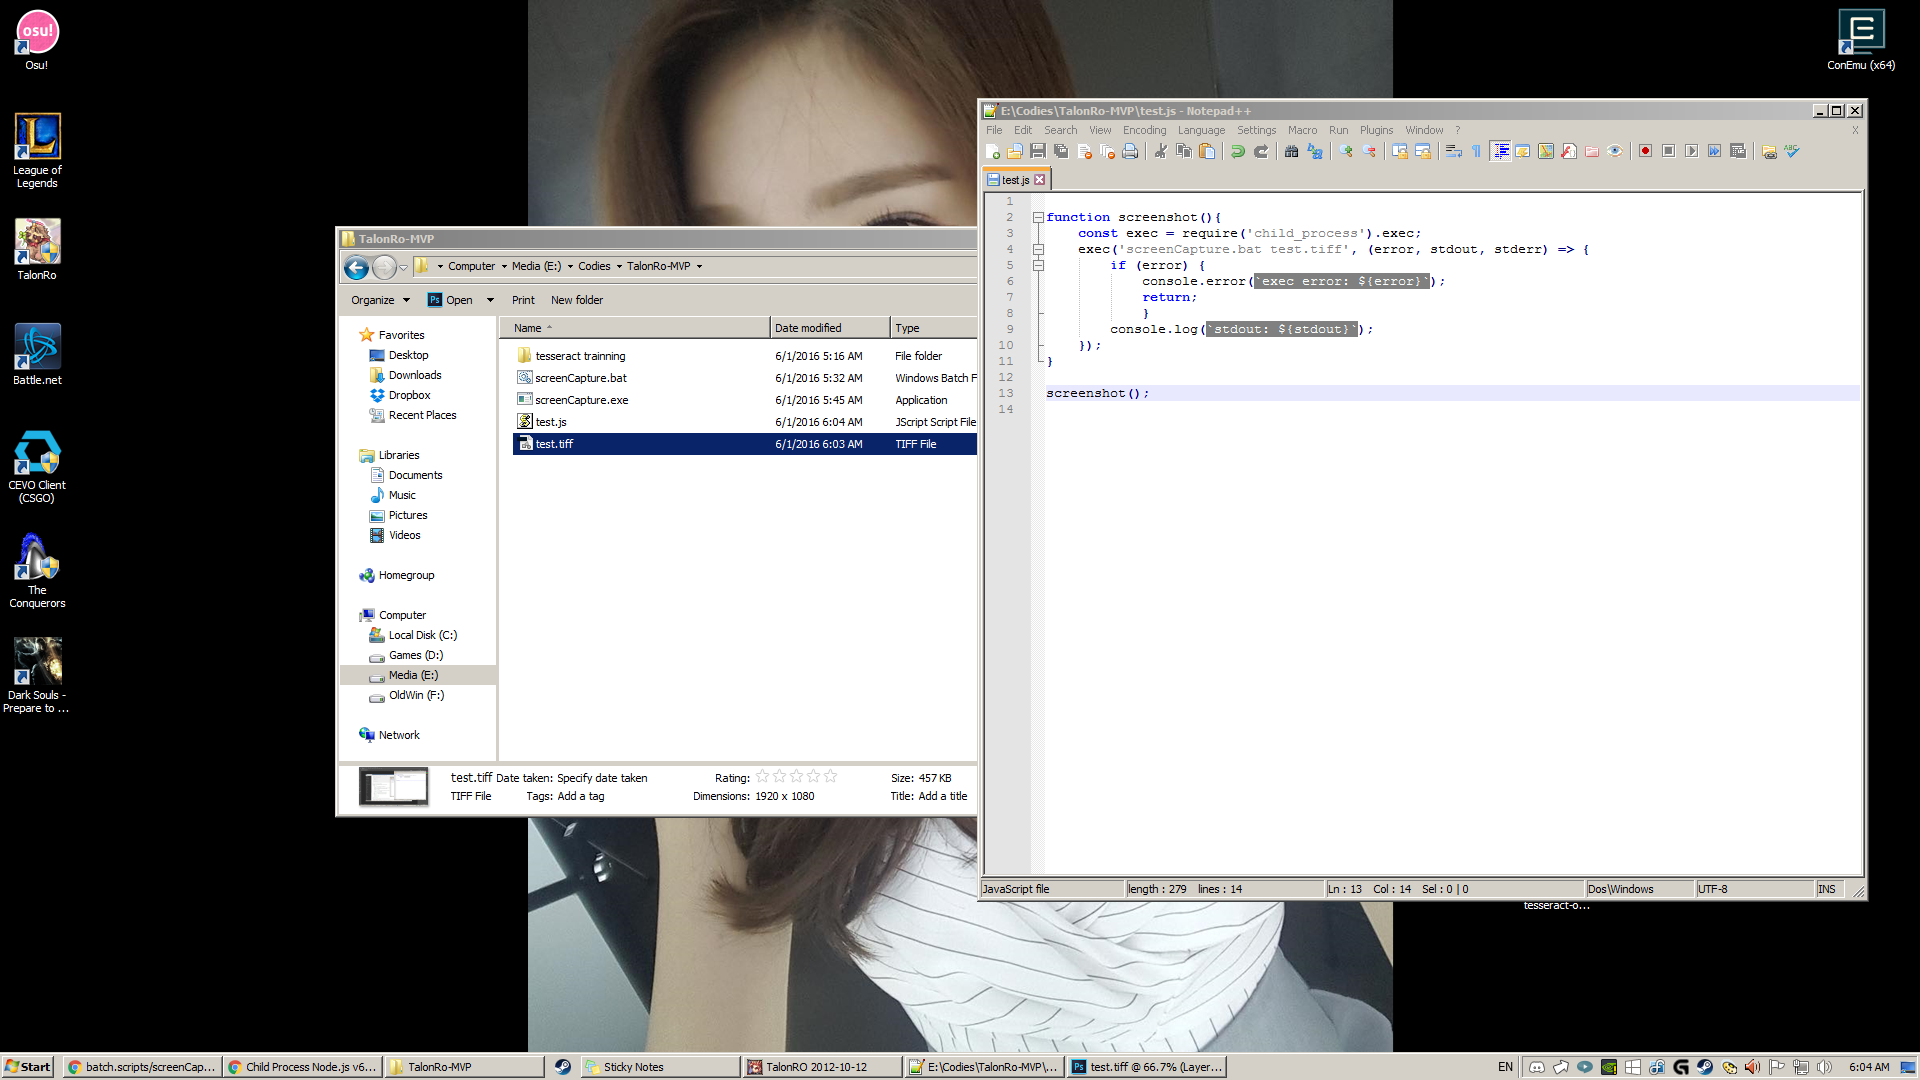 osu!
Osu!
League of
Legends
TalonRo
Battle.net
CEVO Client
(CSGO)
The
Conquerors
Dark Souls -
Prepare to ...
ConEmu (x64)
TalonRo-MVP
Computer Media (E:) Codies TalonRo-MVP
Organize Ps Open Print New folder
Favorites
Desktop
Downloads
Dropbox
Recent Places
Libraries
Documents
Music
Pictures
Videos
Homegroup
Computer
Local Disk (C:)
Games (D:)
Media (E:)
OldWin (F:)
Network
Name Date modified Type
tesseract trainning 6/1/2016 5:16 AM File folder
screenCapture.bat 6/1/2016 5:32 AM Windows Batch F
screenCapture.exe 6/1/2016 5:45 AM Application
test.js 6/1/2016 6:04 AM JScript Script File
test.tiff 6/1/2016 6:03 AM TIFF File
test.tiff Date taken: Specify date taken Rating: Size: 457 KB
TIFF File Tags: Add a tag Dimensions: 1920 x 1080 Title: Add a title
E:\Codies\TalonRo-MVP\test.js - Notepad++
File Edit Search View Encoding Language Settings Macro Run Plugins Window ? X
test.js
1
2 function screenshot(){
3 const exec = require('child_process').exec;
4 exec('screenCapture.bat test.tiff', (error, stdout, stderr) => {
5 if (error) {
6 console.error(`exec error: ${error}`);
7 return;
8 }
9 console.log(`stdout: ${stdout}`);
10 });
11 }
12
13 screenshot();
14
JavaScript file length : 279 lines : 14 Ln : 13 Col : 14 Sel : 0 | 0 Dos\Windows UTF-8 INS
tesseract-o...
Start batch.scripts/screenCap... Child Process Node.js v6... TalonRo-MVP Sticky Notes TalonRO 2012-10-12 E:\Codies\TalonRo-MVP\... Ps test.tiff @ 66.7% (Layer... EN 6:04 AM